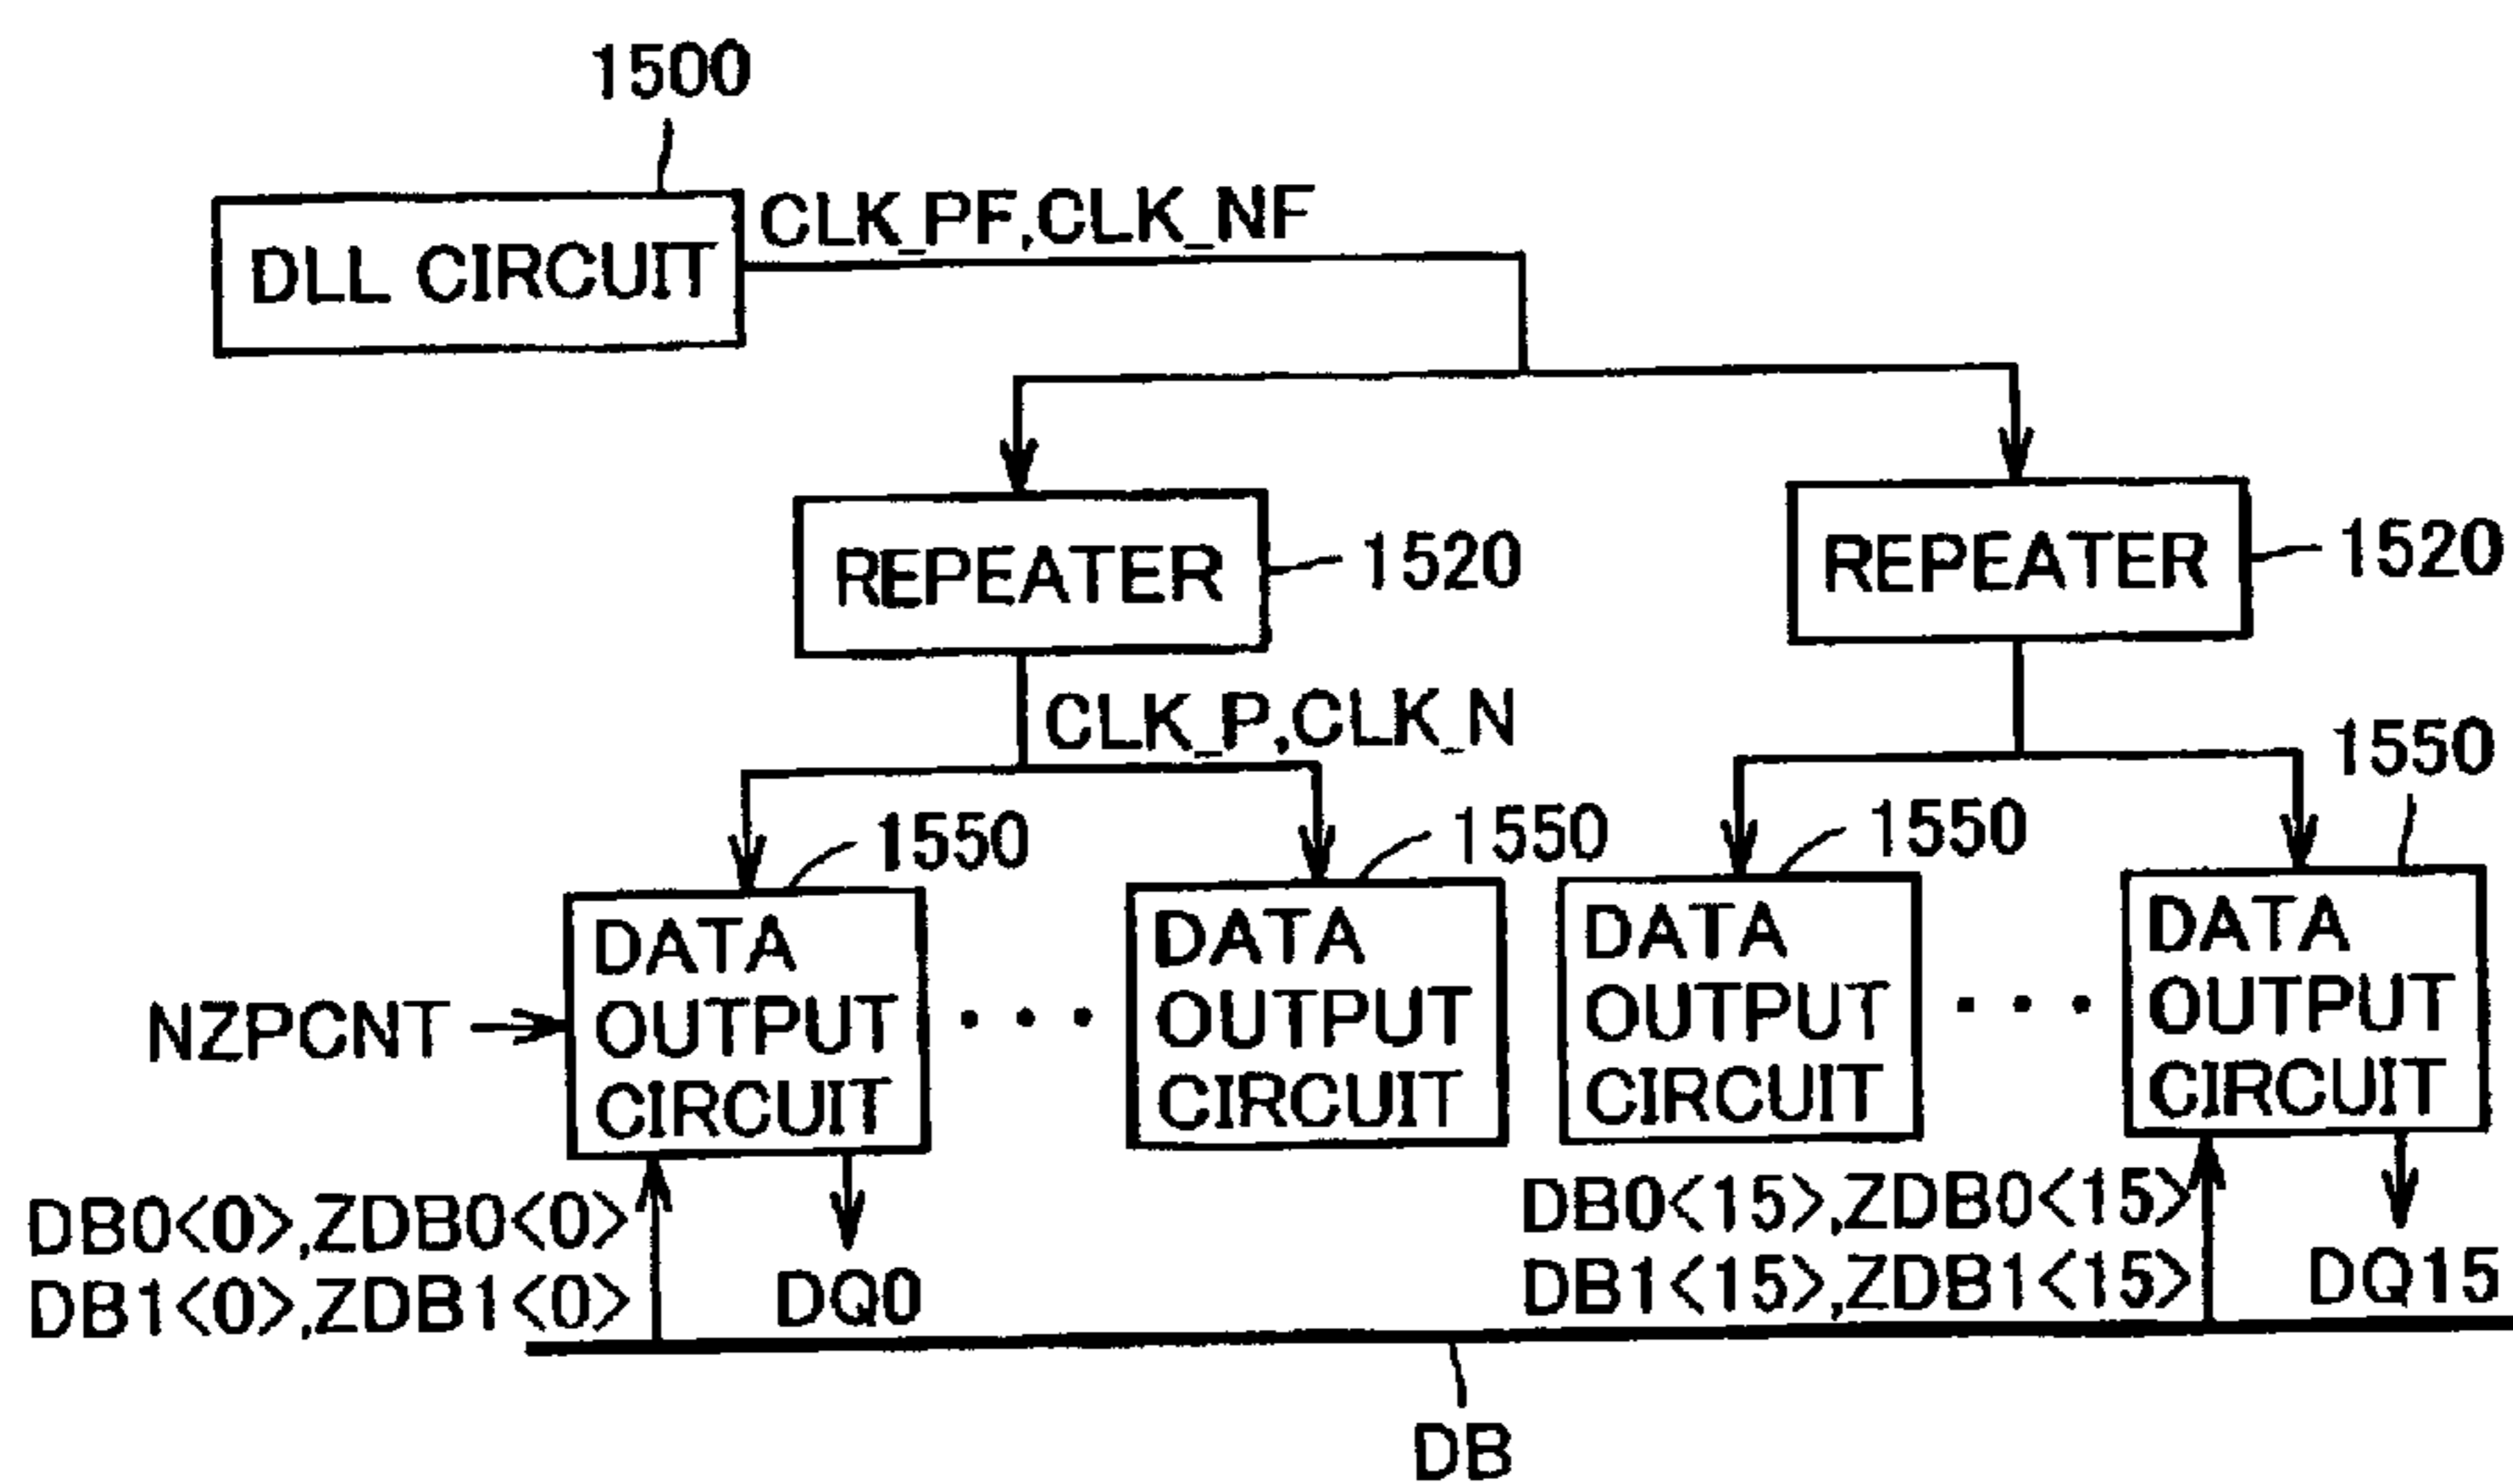 1500
DLL CIRCUIT
CLK_PF,CLK_NF
REPEATER
1520
REPEATER
1520
CLK_P,CLK_N
1550
1550
1550
1550
NZPCNT
DATA
OUTPUT
CIRCUIT
DATA
OUTPUT
CIRCUIT
DATA
OUTPUT
CIRCUIT
DATA
OUTPUT
CIRCUIT
DB0<0>,ZDB0<0>
DB1<0>,ZDB1<0>
DQ0
DB0<15>,ZDB0<15>
DB1<15>,ZDB1<15>
DQ15
DB